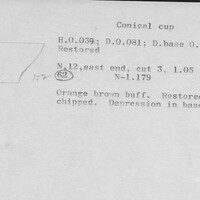 Conical cup
H.0.039; D.0.081; D.base 0.
Restored
N.12,east end, cut 3, 1.05
62 N-1.179
Orange brown buff. Restored
chipped. Depression in base